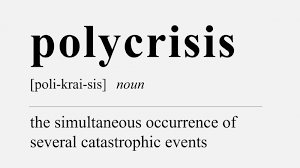 polycrisis
[poli-krai-sis] noun
the simultaneous occurrence of
several catastrophic events